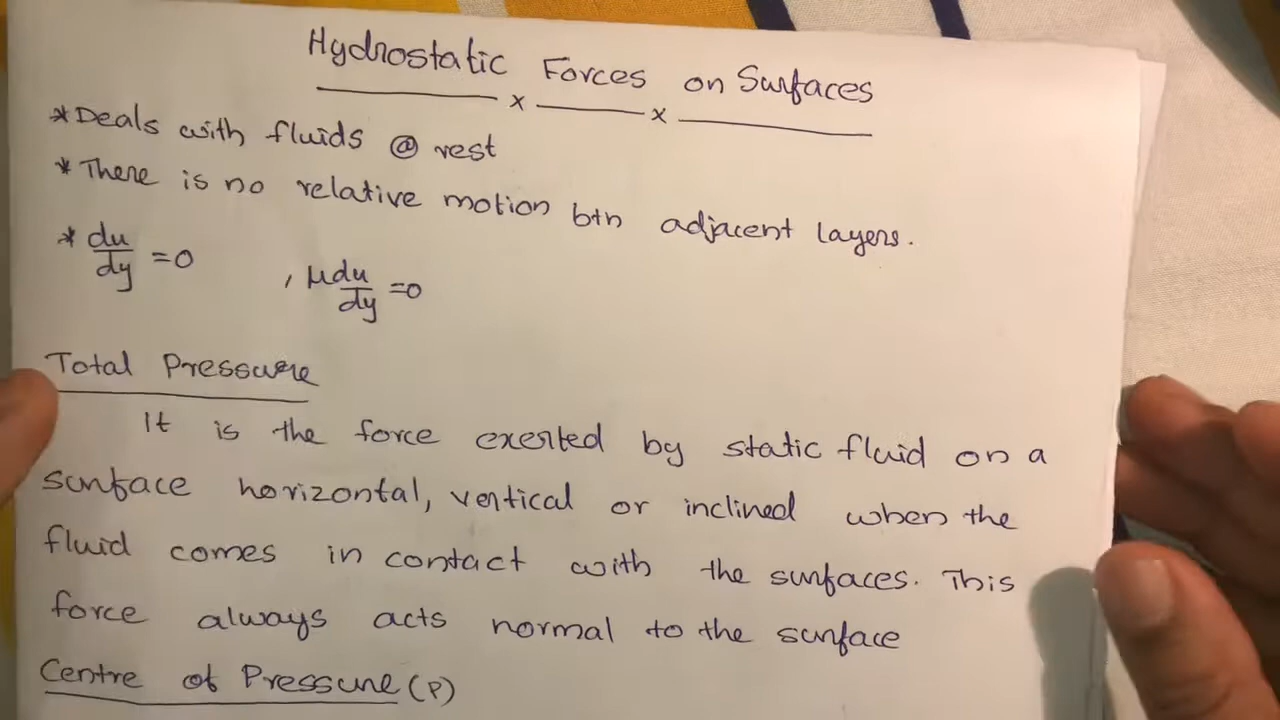 Hydrostatic Forces on Surfaces
x x
* Deals with fluids @ rest
* There is no relative motion btn adjacent layers.
* du/dy = 0 , μ du/dy = 0
Total Pressure
It is the force exerted by static fluid on a
surface horizontal, vertical or inclined when the
fluid comes in contact with the surfaces. This
force always acts normal to the surface
Centre of Pressure (P)